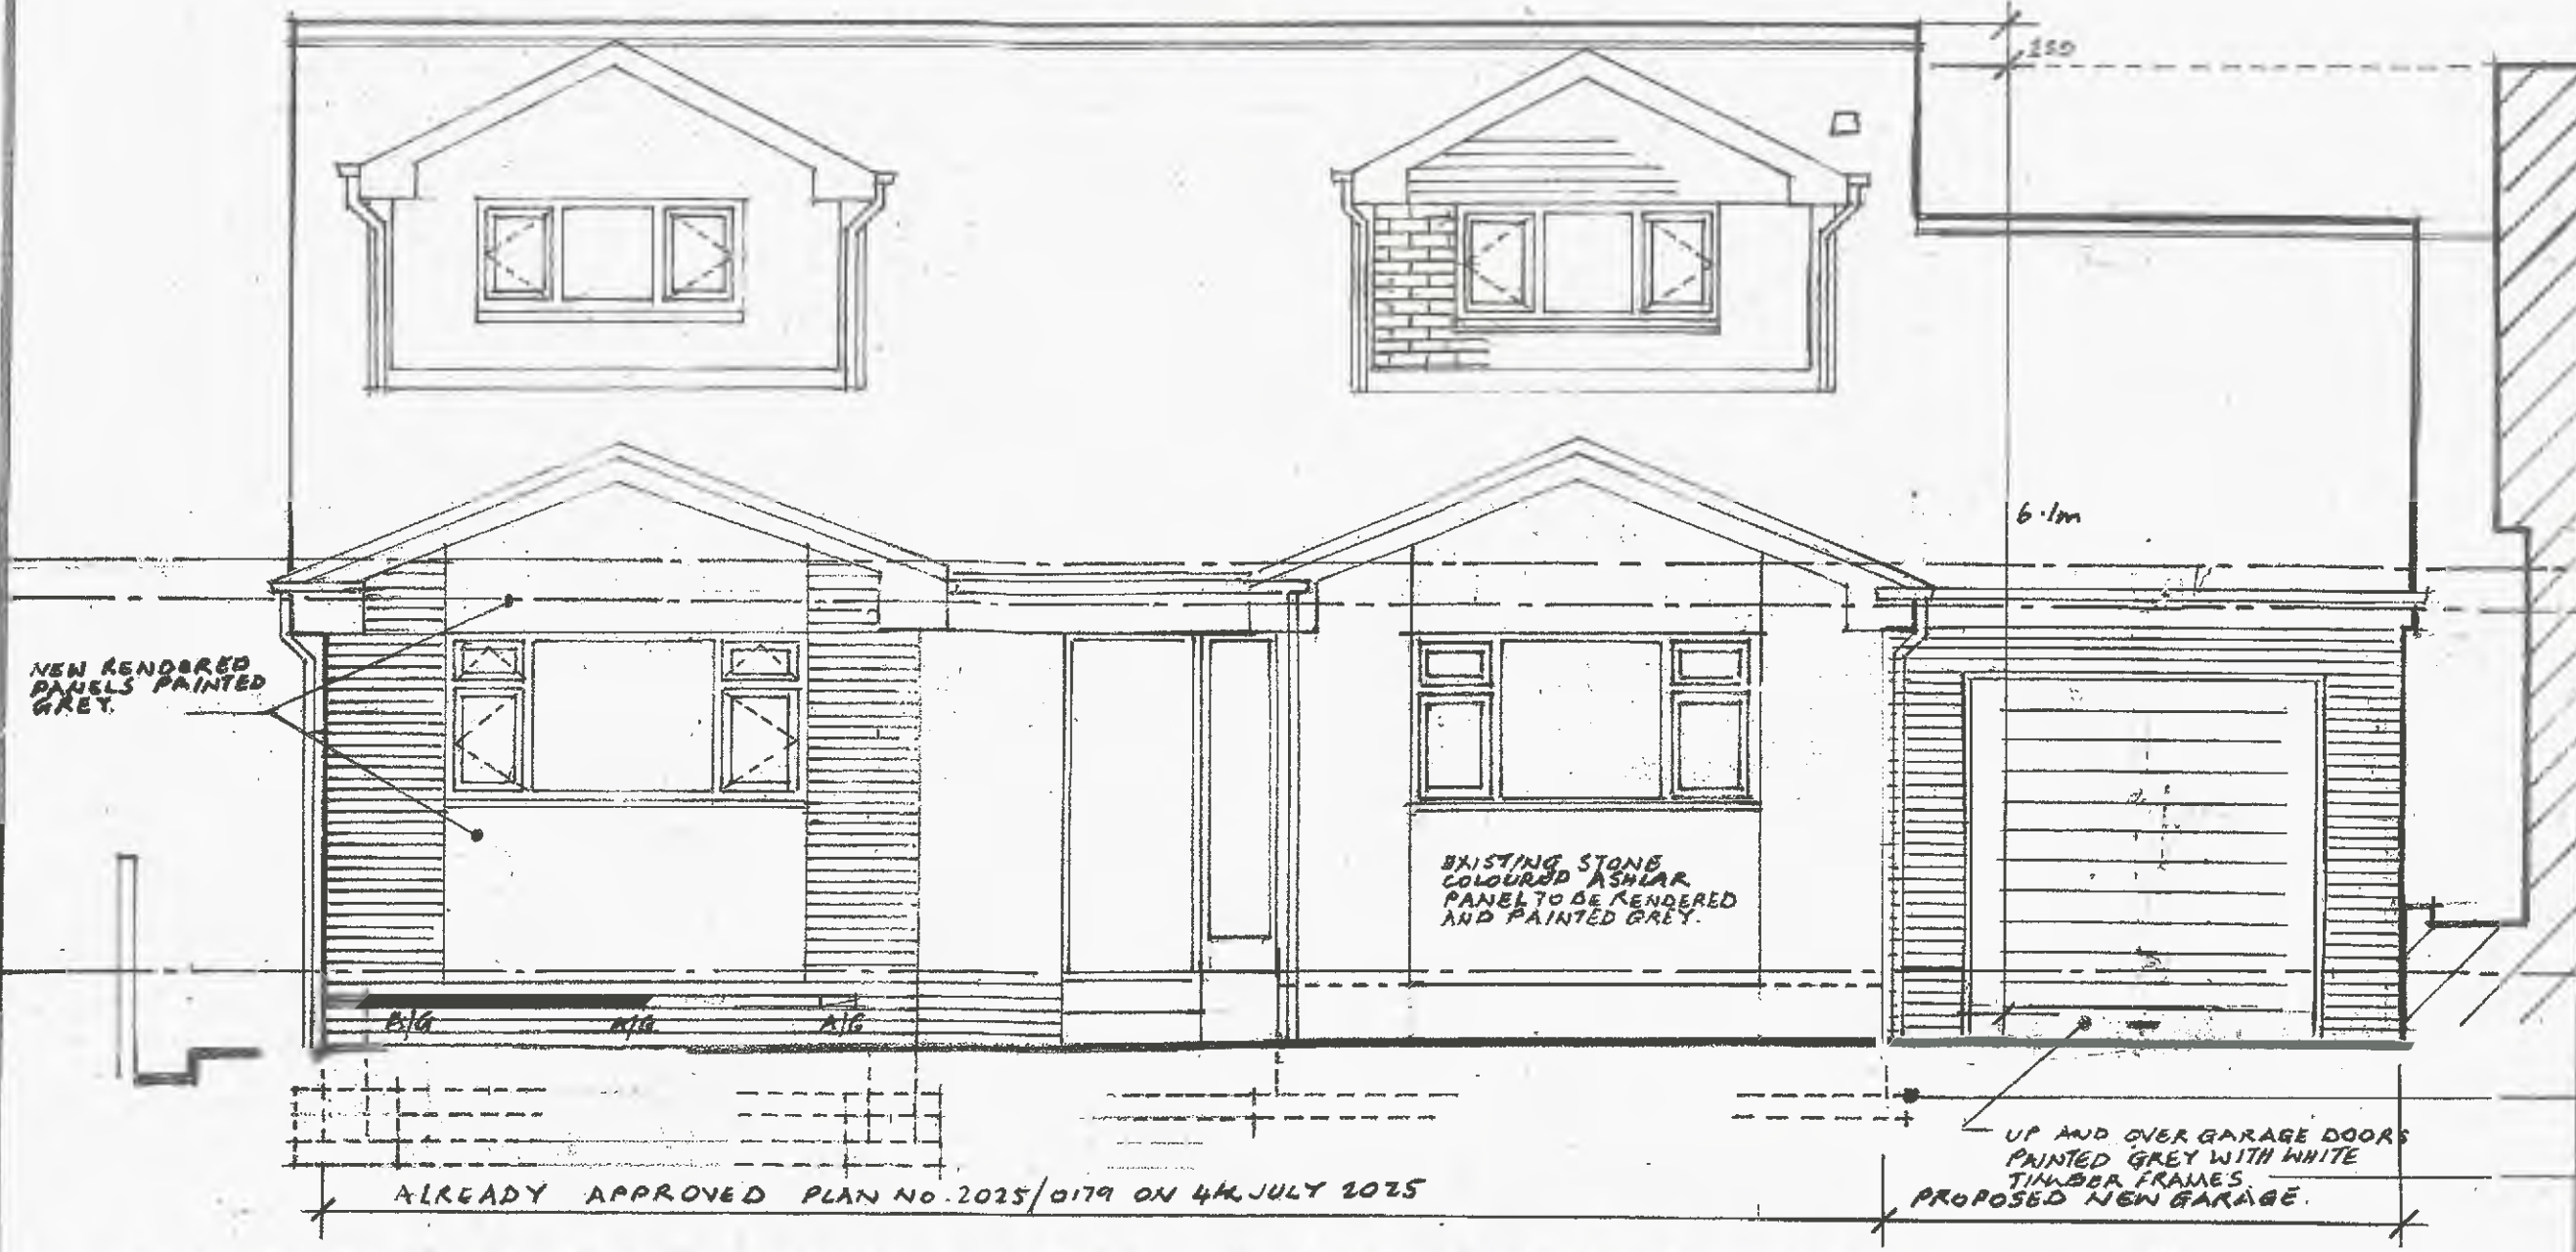 150
6.1m
NEW RENDERED
PANELS PAINTED
GREY.
EXISTING STONE
COLOURED ASHLAR
PANEL TO BE RENDERED
AND PAINTED GREY.
B/G
A/G
A/G
UP AND OVER GARAGE DOORS
PAINTED GREY WITH WHITE
TIMBER FRAMES.
ALREADY APPROVED PLAN NO. 2025/0179 ON 4th JULY 2025
PROPOSED NEW GARAGE.